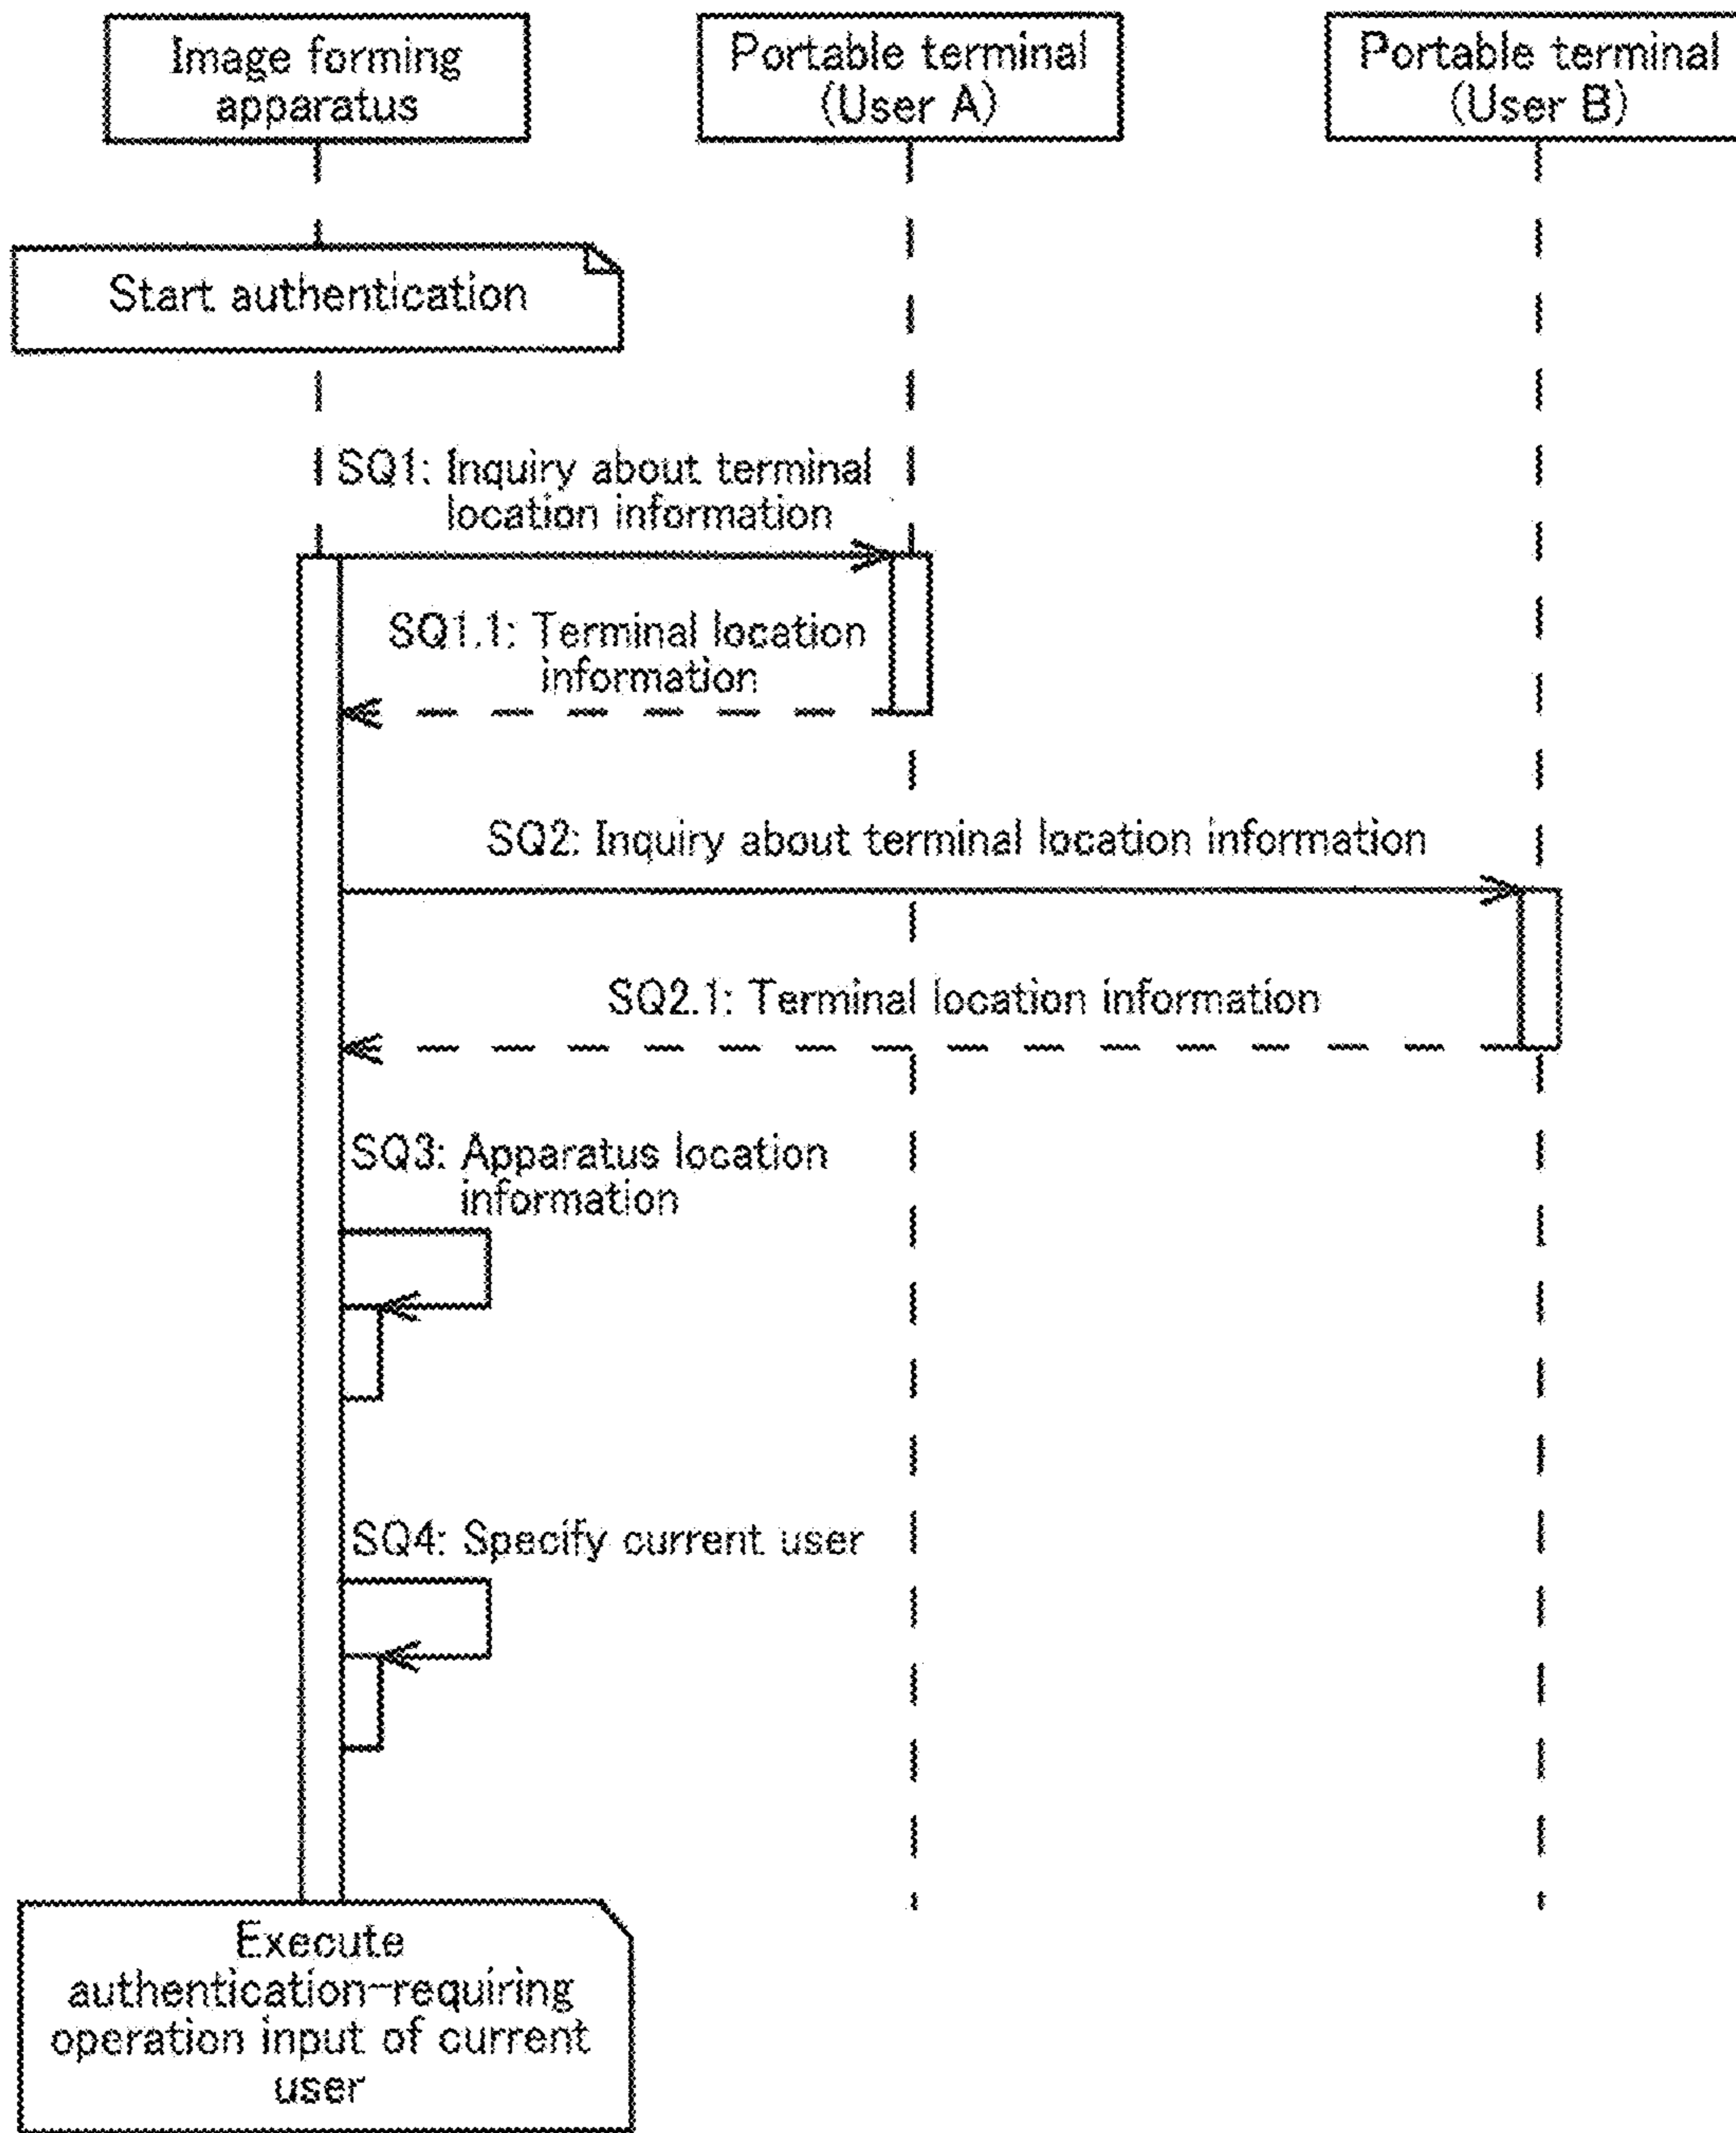 Image forming
apparatus
Portable terminal
(User A)
Portable terminal
(User B)
Start authentication
SQ1: Inquiry about terminal
location information
SQ1.1: Terminal location
information
SQ2: Inquiry about terminal location information
SQ2.1: Terminal location information
SQ3: Apparatus location
information
SQ4: Specify current user
Execute
authentication-requiring
operation input of current
user